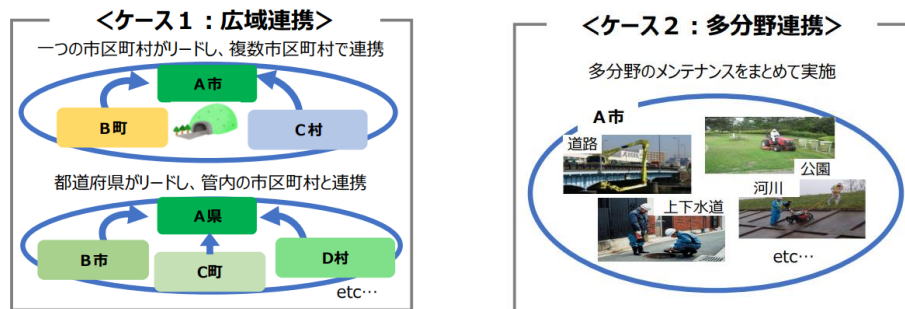 <ケース1：広域連携>
一つの市区町村がリードし、複数市区町村で連携
A市
B町
C村
都道府県がリードし、管内の市区町村と連携
A県
B市
C町
D村
etc…
<ケース2：多分野連携>
多分野のメンテナンスをまとめて実施
A市
道路
公園
河川
上下水道
etc…